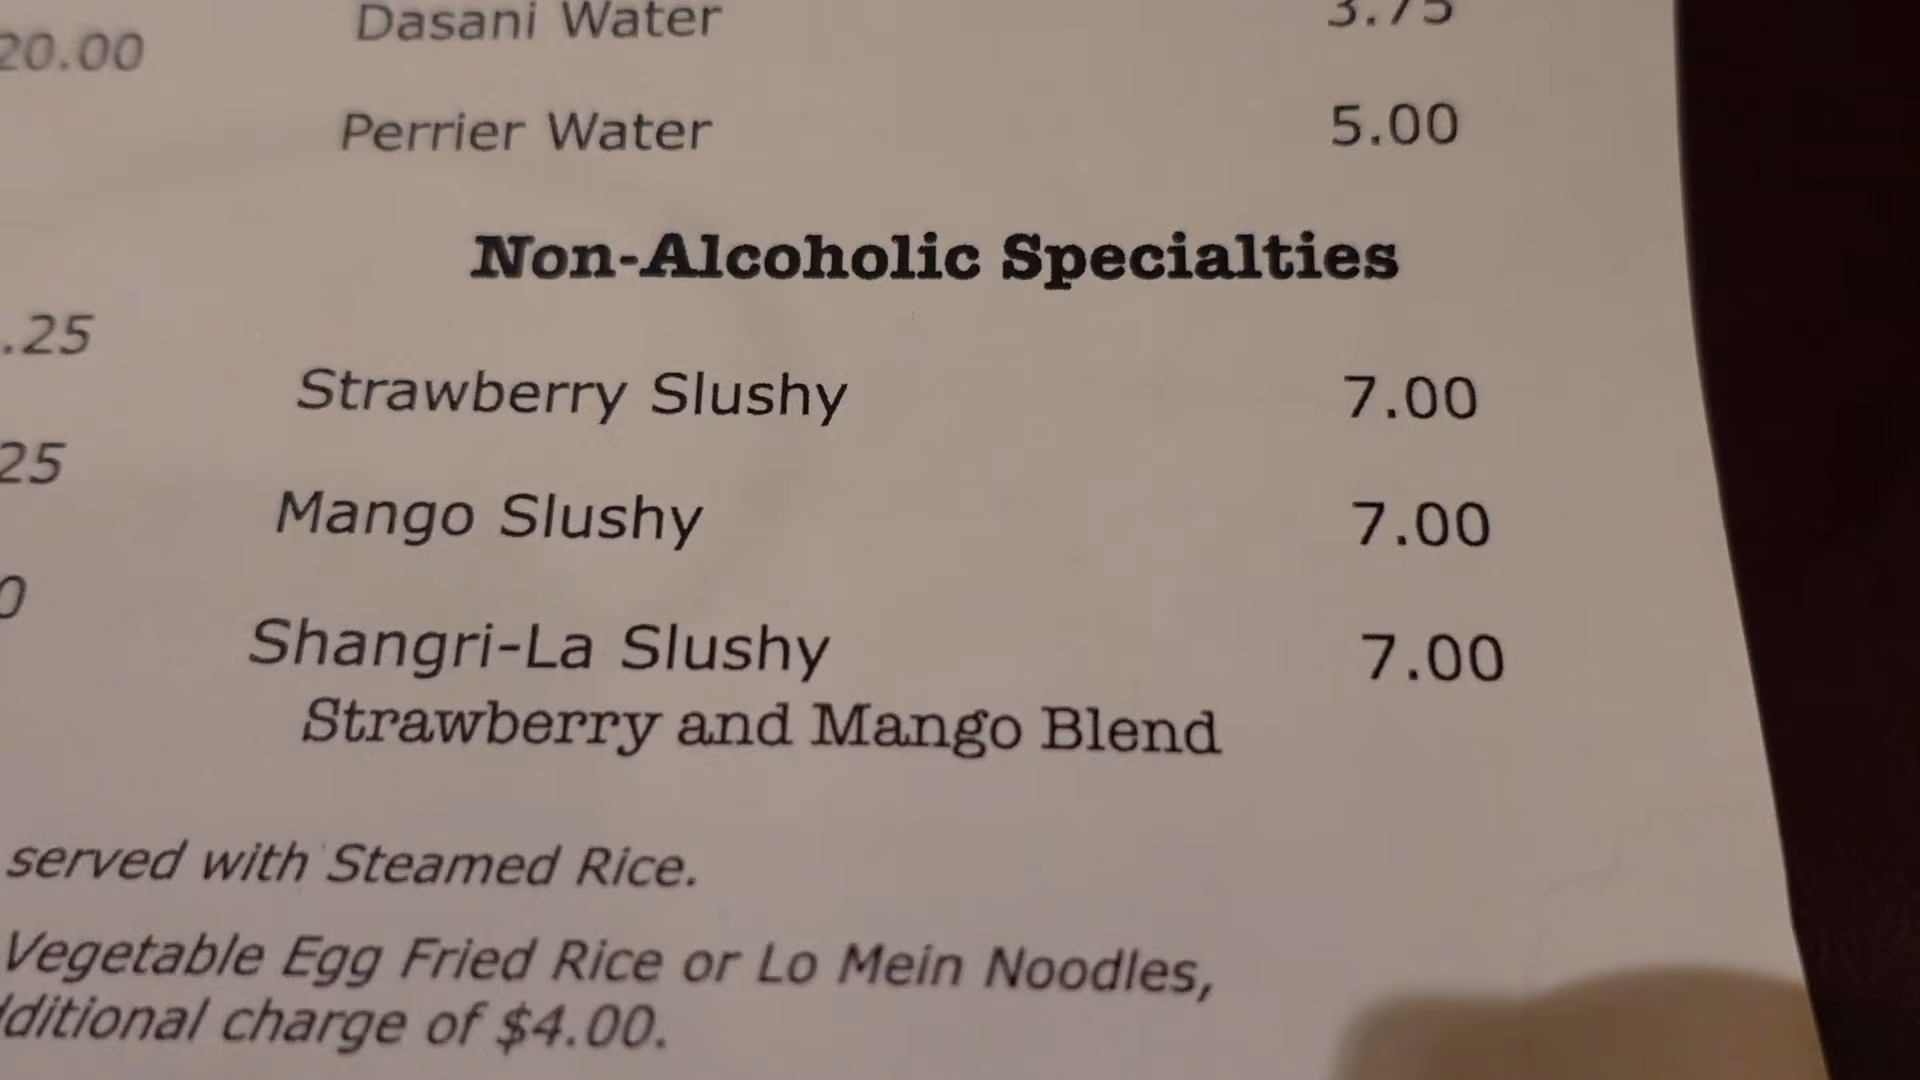 Dasani Water 3.75
20.00
Perrier Water 5.00
Non-Alcoholic Specialties
.25
Strawberry Slushy 7.00
25
Mango Slushy 7.00
0
Shangri-La Slushy 7.00
Strawberry and Mango Blend
served with Steamed Rice.
Vegetable Egg Fried Rice or Lo Mein Noodles,
dditional charge of $4.00.